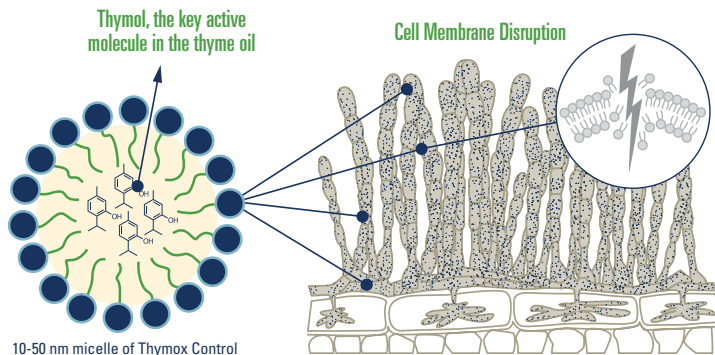 Thymol, the key active
molecule in the thyme oil
Cell Membrane Disruption
OH
OH
OH
OH
10-50 nm micelle of Thymox Control